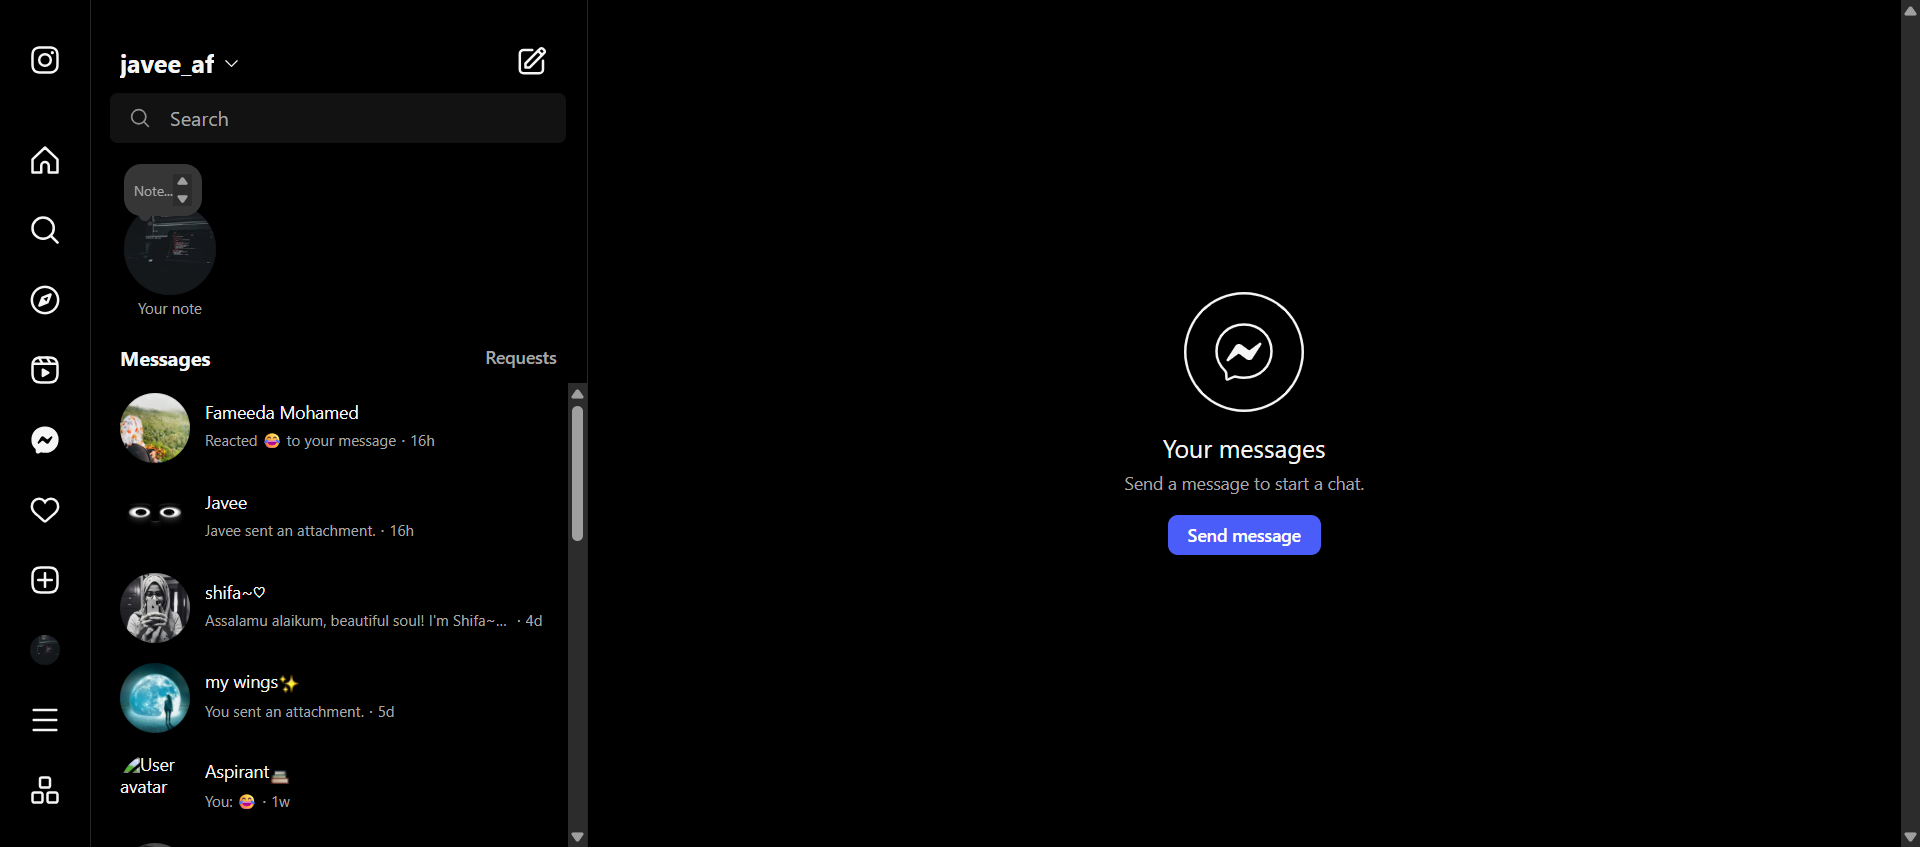 javee_af
Search
Note...
Your note
Messages
Requests
Fameeda Mohamed
Reacted 😂 to your message · 16h
Javee
Javee sent an attachment. · 16h
shifa~♡
Assalamu alaikum, beautiful soul! I'm Shifa~... · 4d
my wings✨
You sent an attachment. · 5d
User avatar
Aspirant📚
You: 😂 · 1w
Your messages
Send a message to start a chat.
Send message